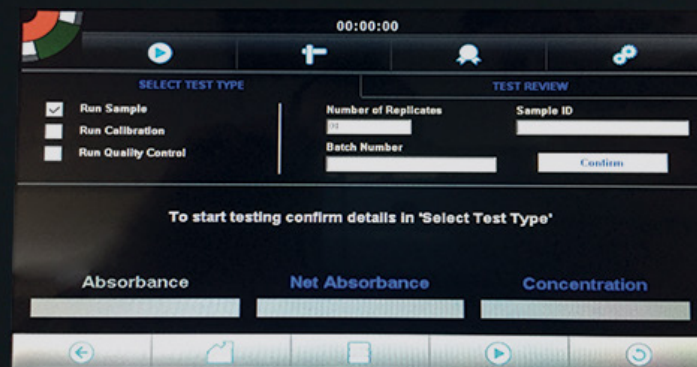 00:00:00
SELECT TEST TYPE
TEST REVIEW
Run Sample
Run Calibration
Run Quality Control
Number of Replicates
Batch Number
Sample ID
Confirm
To start testing confirm details in 'Select Test Type'
Absorbance
Net Absorbance
Concentration